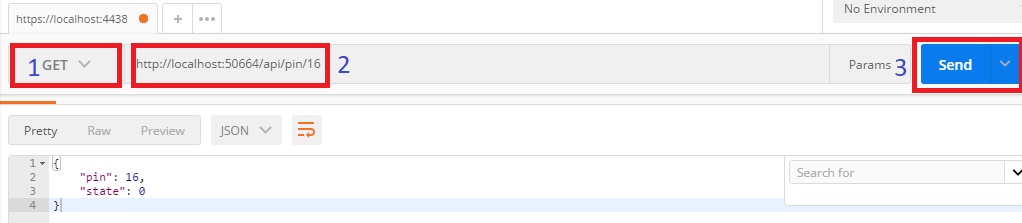 https://localhost:4438
+
•••
No Environment
1 GET
http://localhost:50664/api/pin/16
2
Params
3
Send
Pretty Raw Preview JSON
1 {
2 "pin": 16,
3 "state": 0
4 }
Search for